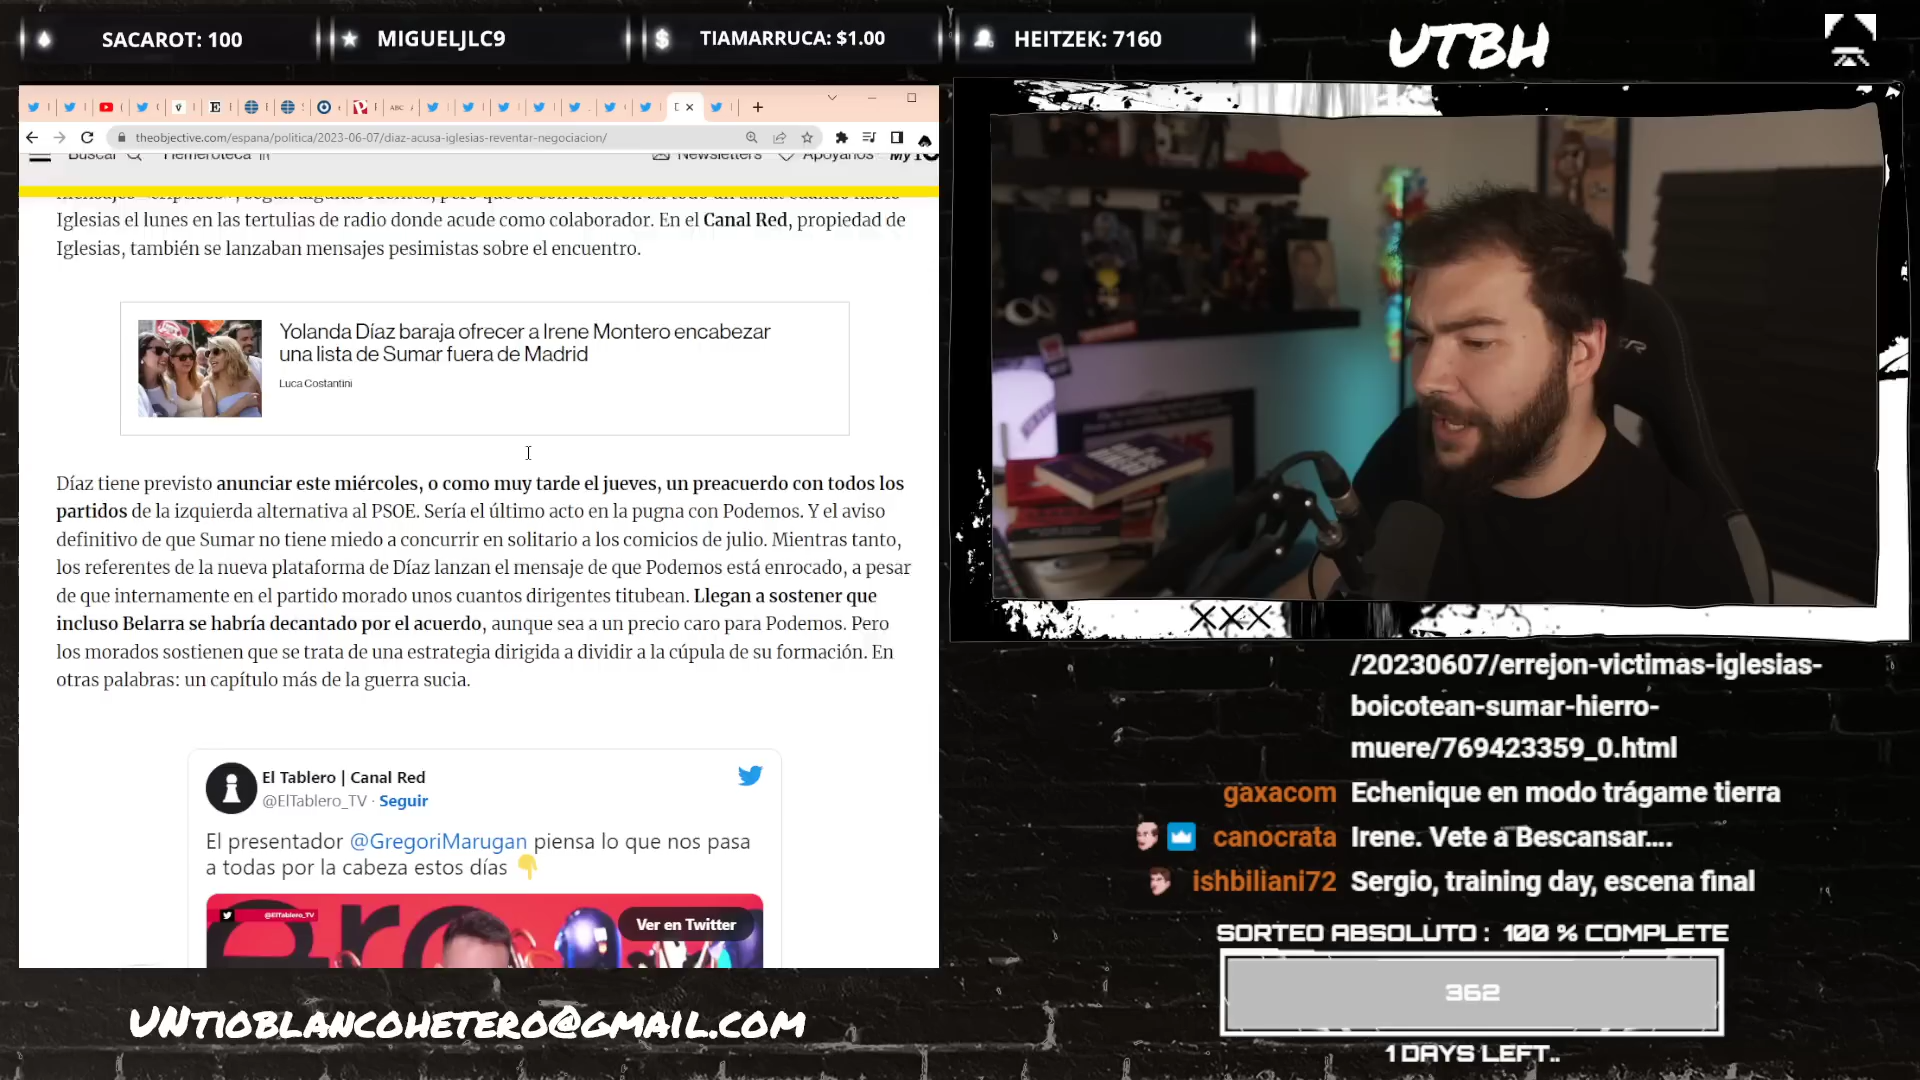 SACAROT: 100
MIGUELJLC9
TIAMARRUCA: $1.00
HEITZEK: 7160
UTBH
theobjective.com/espana/politica/2023-06-07/diaz-acusa-iglesias-reventar-negociacion/
Buscar
Hemeroteca
Newsletters
Apóyanos
Iglesias el lunes en las tertulias de radio donde acude como colaborador. En el Canal Red, propiedad de
Iglesias, también se lanzaban mensajes pesimistas sobre el encuentro.
Yolanda Díaz baraja ofrecer a Irene Montero encabezar
una lista de Sumar fuera de Madrid
Luca Costantini
Díaz tiene previsto anunciar este miércoles, o como muy tarde el jueves, un preacuerdo con todos los
partidos de la izquierda alternativa al PSOE. Sería el último acto en la pugna con Podemos. Y el aviso
definitivo de que Sumar no tiene miedo a concurrir en solitario a los comicios de julio. Mientras tanto,
los referentes de la nueva plataforma de Díaz lanzan el mensaje de que Podemos está enrocado, a pesar
de que internamente en el partido morado unos cuantos dirigentes titubean. Llegan a sostener que
incluso Belarra se habría decantado por el acuerdo, aunque sea a un precio caro para Podemos. Pero
los morados sostienen que se trata de una estrategia dirigida a dividir a la cúpula de su formación. En
otras palabras: un capítulo más de la guerra sucia.
El Tablero | Canal Red
@ElTablero_TV · Seguir
El presentador @GregoriMarugan piensa lo que nos pasa
a todas por la cabeza estos días
@ElTablero_TV
Ver en Twitter
XXX
/20230607/errejon-victimas-iglesias-
boicotean-sumar-hierro-
muere/769423359_0.html
gaxacom Echenique en modo trágame tierra
canocrata Irene. Vete a Bescansar....
ishbiliani72 Sergio, training day, escena final
SORTEO ABSOLUTO : 100 % COMPLETE
362
1 DAYS LEFT..
UNTIOBLANCOHETERO@GMAIL.COM